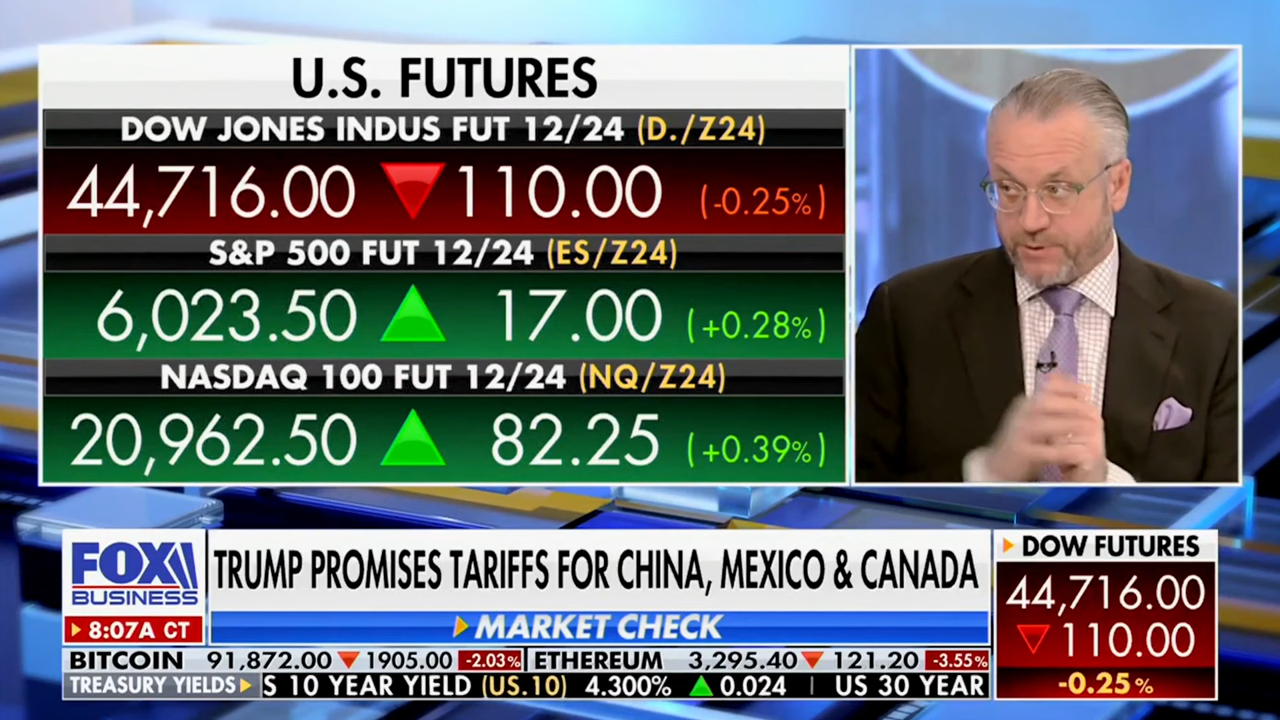 U.S. FUTURES
DOW JONES INDUS FUT 12/24 (D./Z24)
44,716.00 ▼ 110.00 (-0.25%)
S&P 500 FUT 12/24 (ES/Z24)
6,023.50 ▲ 17.00 (+0.28%)
NASDAQ 100 FUT 12/24 (NQ/Z24)
20,962.50 ▲ 82.25 (+0.39%)
FOX BUSINESS
8:07A CT
TRUMP PROMISES TARIFFS FOR CHINA, MEXICO & CANADA
MARKET CHECK
DOW FUTURES
44,716.00
▽ 110.00
-0.25%
BITCOIN 91,872.00 ▼ 1905.00 -2.03% ETHEREUM 3,295.40 ▼ 121.20 -3.55%
TREASURY YIELDS S 10 YEAR YIELD (US.10) 4.300% ▲ 0.024 US 30 YEAR